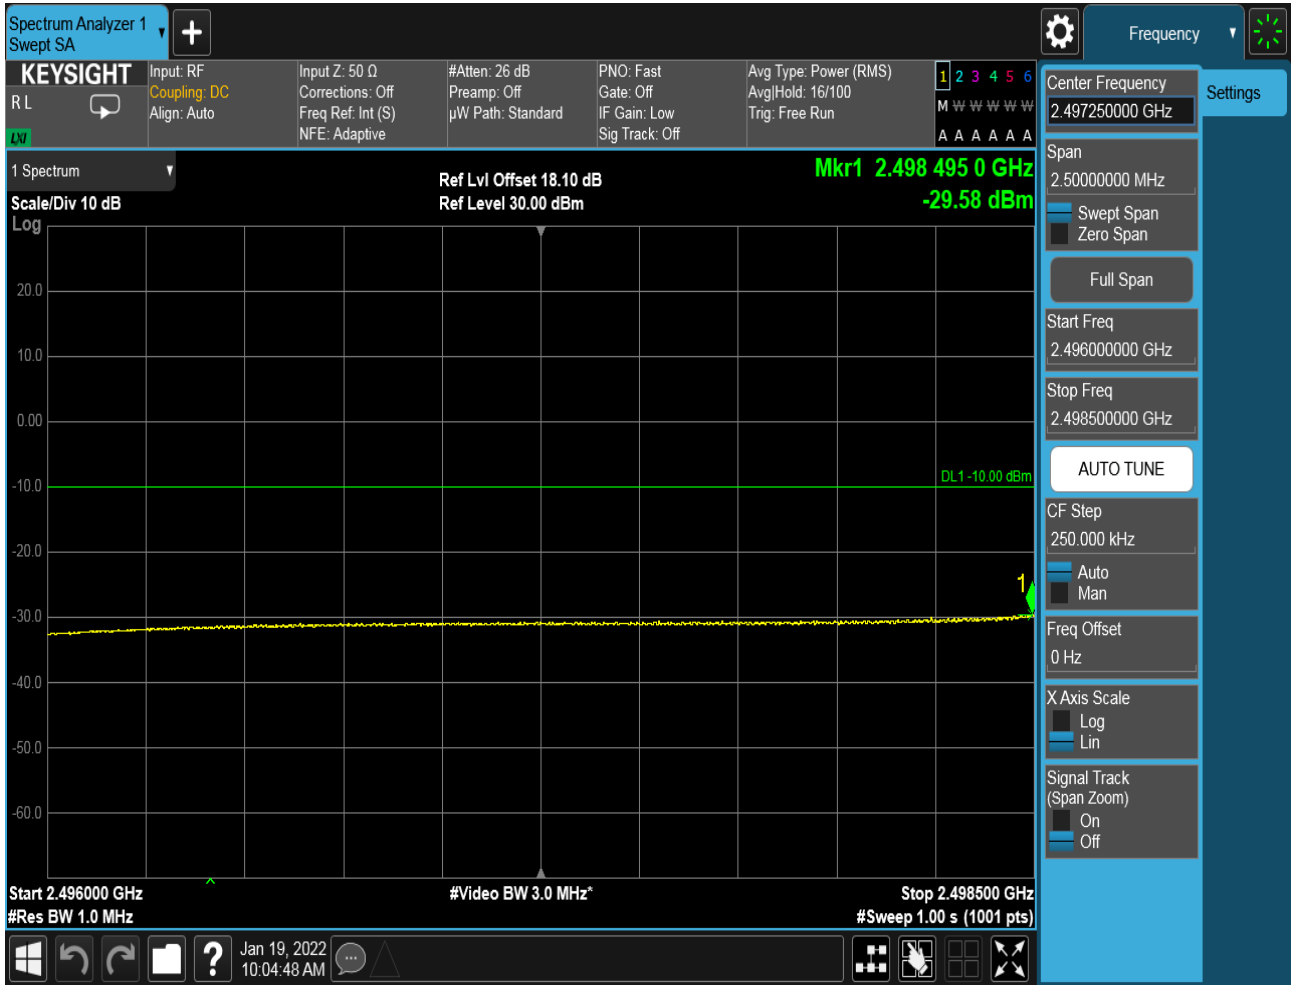 Spectrum Analyzer 1
Swept SA
Frequency
KEYSIGHT
R L
LXI
Input: RF
Coupling: DC
Align: Auto
Input Z: 50 Ω
Corrections: Off
Freq Ref: Int (S)
NFE: Adaptive
#Atten: 26 dB
Preamp: Off
µW Path: Standard
PNO: Fast
Gate: Off
IF Gain: Low
Sig Track: Off
Avg Type: Power (RMS)
Avg|Hold: 16/100
Trig: Free Run
1 2 3 4 5 6
M W W W W W
A A A A A A
1 Spectrum
Scale/Div 10 dB
Log
Ref Lvl Offset 18.10 dB
Ref Level 30.00 dBm
Mkr1 2.498 495 0 GHz
-29.58 dBm
20.0
10.0
0.00
-10.0
-20.0
-30.0
-40.0
-50.0
-60.0
DL1 -10.00 dBm
1
Start 2.496000 GHz
#Res BW 1.0 MHz
#Video BW 3.0 MHz*
Stop 2.498500 GHz
#Sweep 1.00 s (1001 pts)
Jan 19, 2022
10:04:48 AM
Center Frequency
2.497250000 GHz
Settings
Span
2.50000000 MHz
Swept Span
Zero Span
Full Span
Start Freq
2.496000000 GHz
Stop Freq
2.498500000 GHz
AUTO TUNE
CF Step
250.000 kHz
Auto
Man
Freq Offset
0 Hz
X Axis Scale
Log
Lin
Signal Track
(Span Zoom)
On
Off